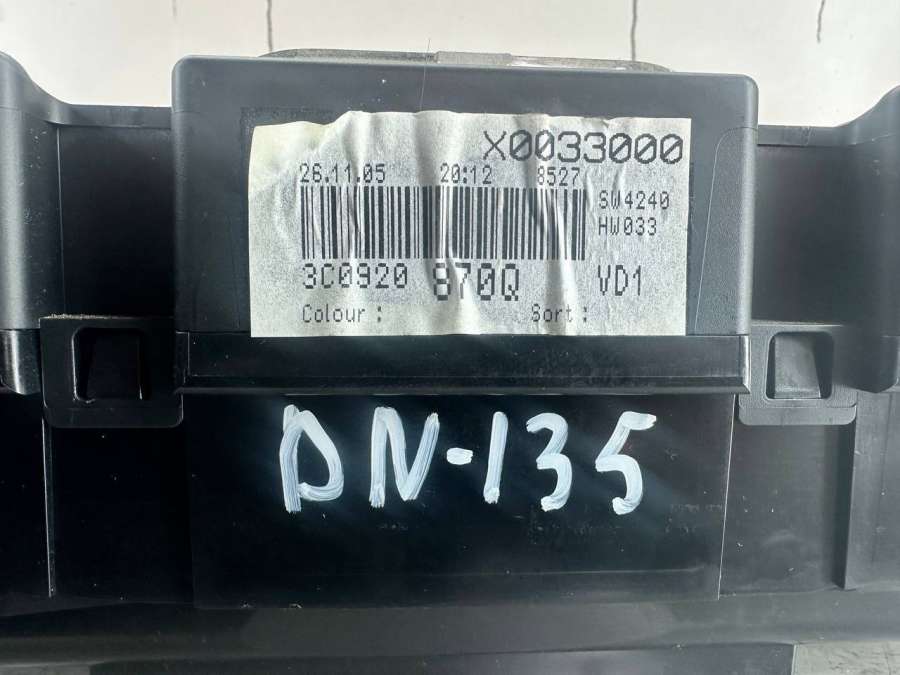 X0033000
26.11.05 20:12 8527
SW4240
HW033
3C0920 870Q VD1
Colour : Sort :
DN-135